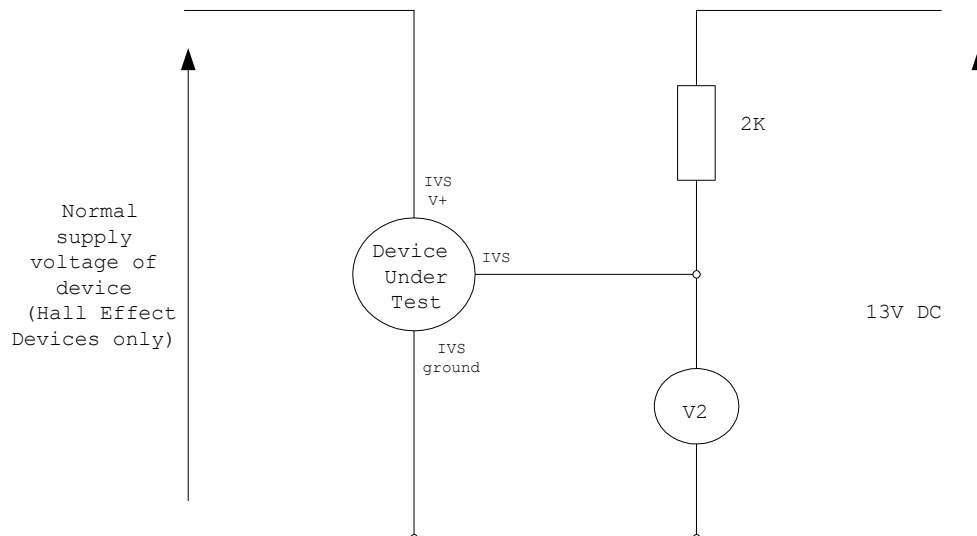 IVS
V+
2K
Normal
supply
voltage of
device
(Hall Effect
Devices only)
Device
Under
Test
IVS
IVS
ground
13V DC
V2